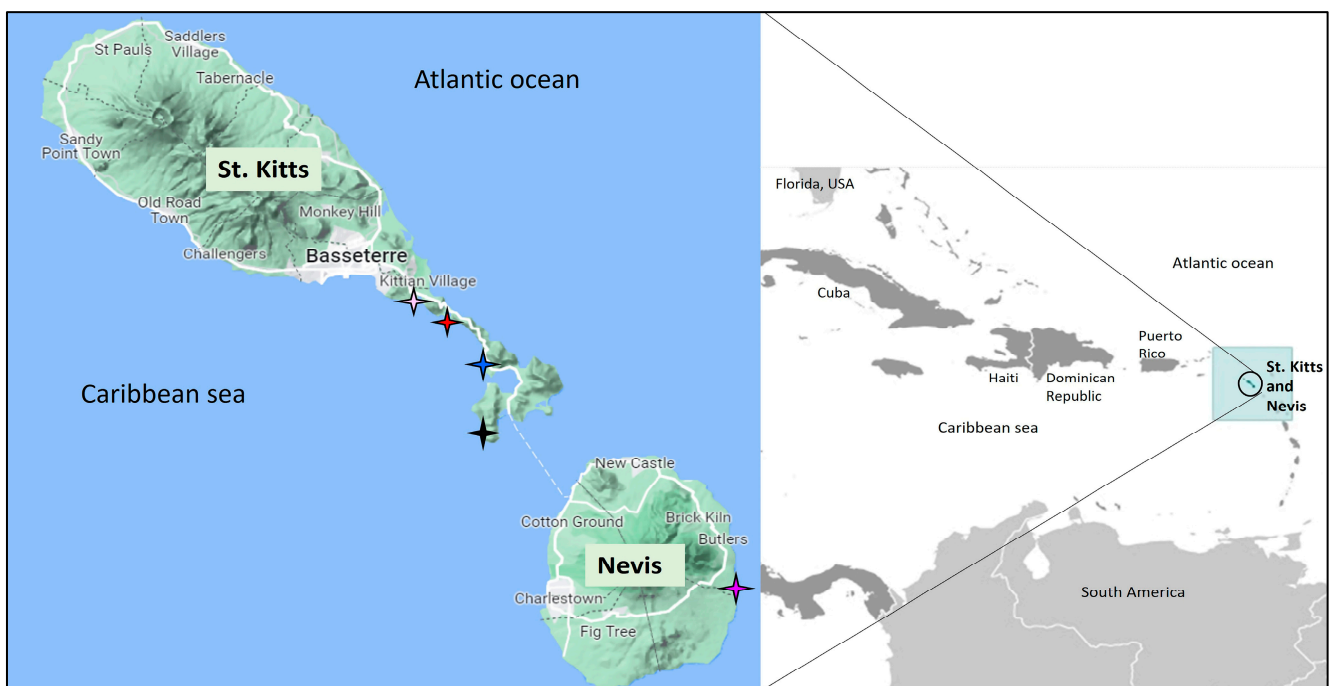 Saddlers
Village
St Pauls
Tabernacle
Atlantic ocean
Sandy
Point Town
St. Kitts
Old Road
Town
Monkey Hill
Challengers
Basseterre
Kittian Village
Caribbean sea
New Castle
Cotton Ground
Brick Kiln
Butlers
Nevis
Charlestown
Fig Tree
Florida, USA
Atlantic ocean
Cuba
Puerto
Rico
Haiti
Dominican
Republic
St. Kitts
and
Nevis
Caribbean sea
South America